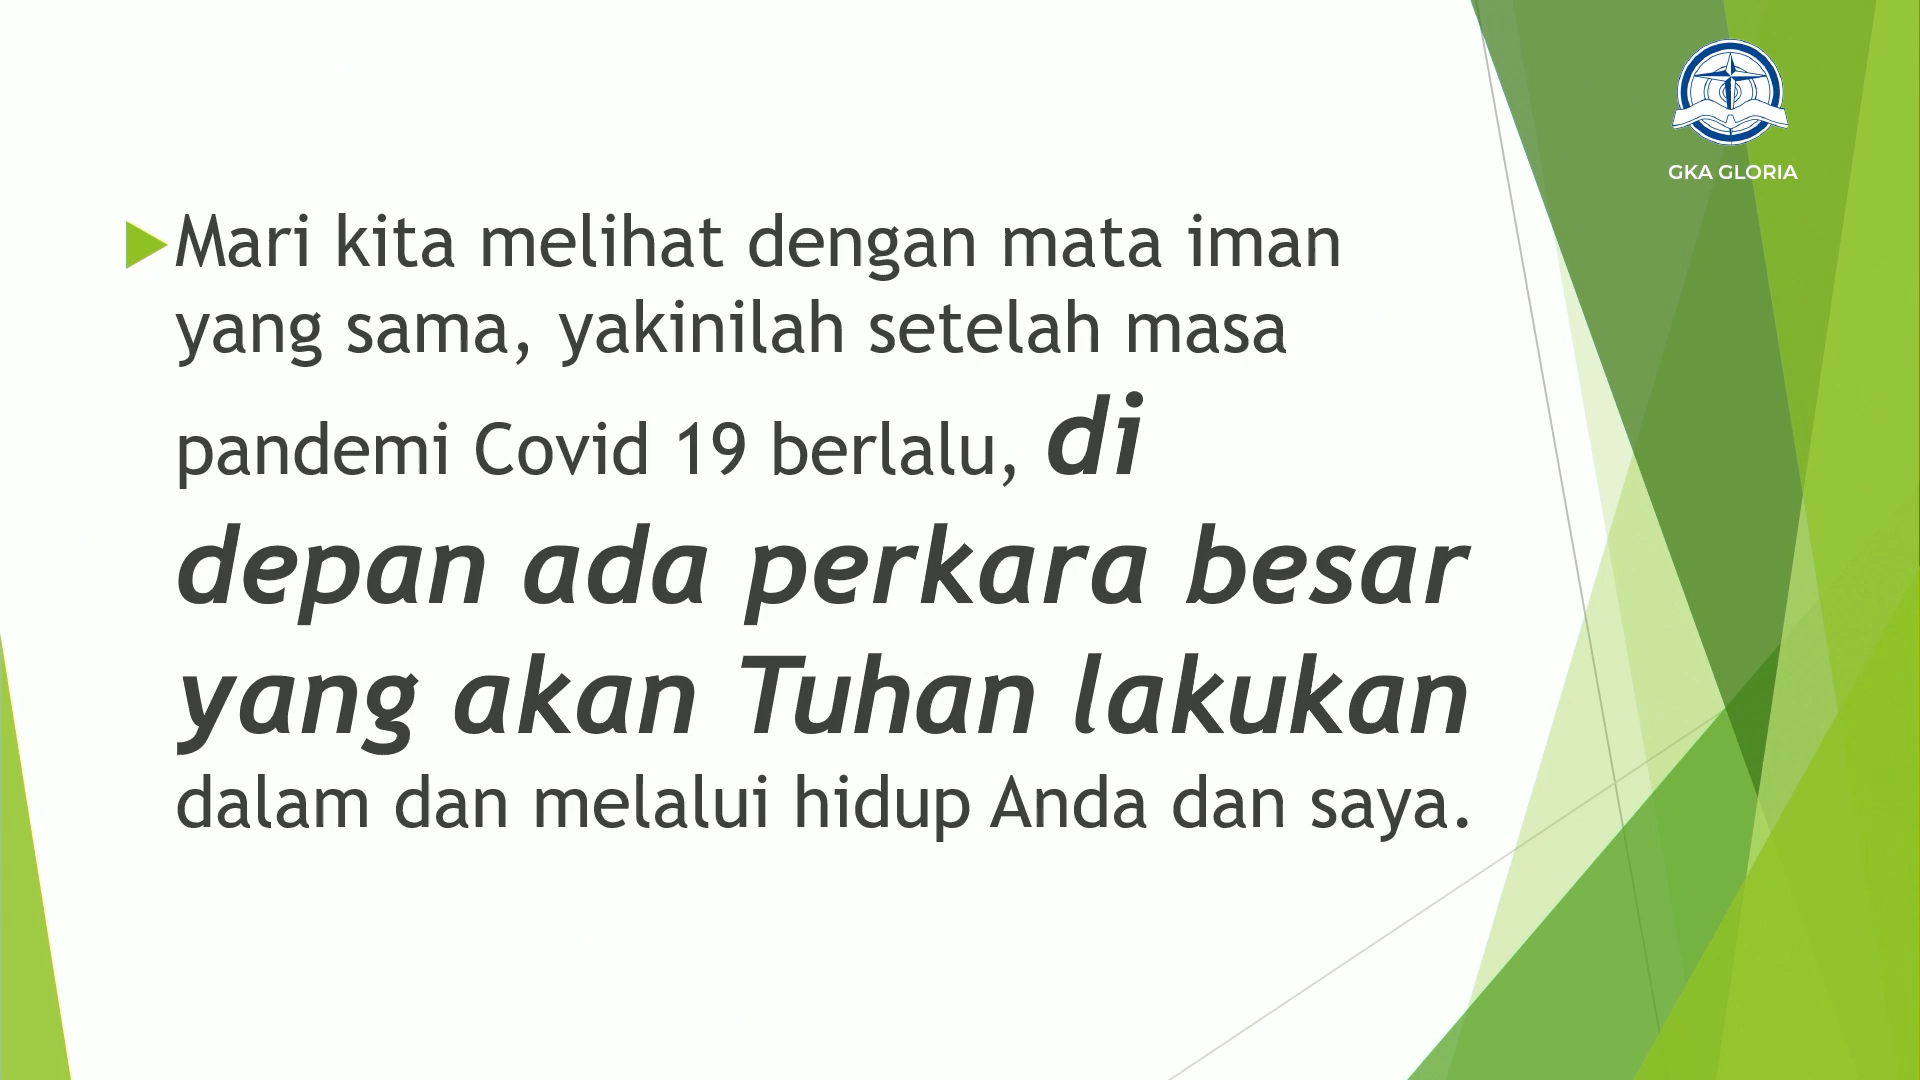 GKA GLORIA
Mari kita melihat dengan mata iman
yang sama, yakinilah setelah masa
pandemi Covid 19 berlalu, di
depan ada perkara besar
yang akan Tuhan lakukan
dalam dan melalui hidup Anda dan saya.